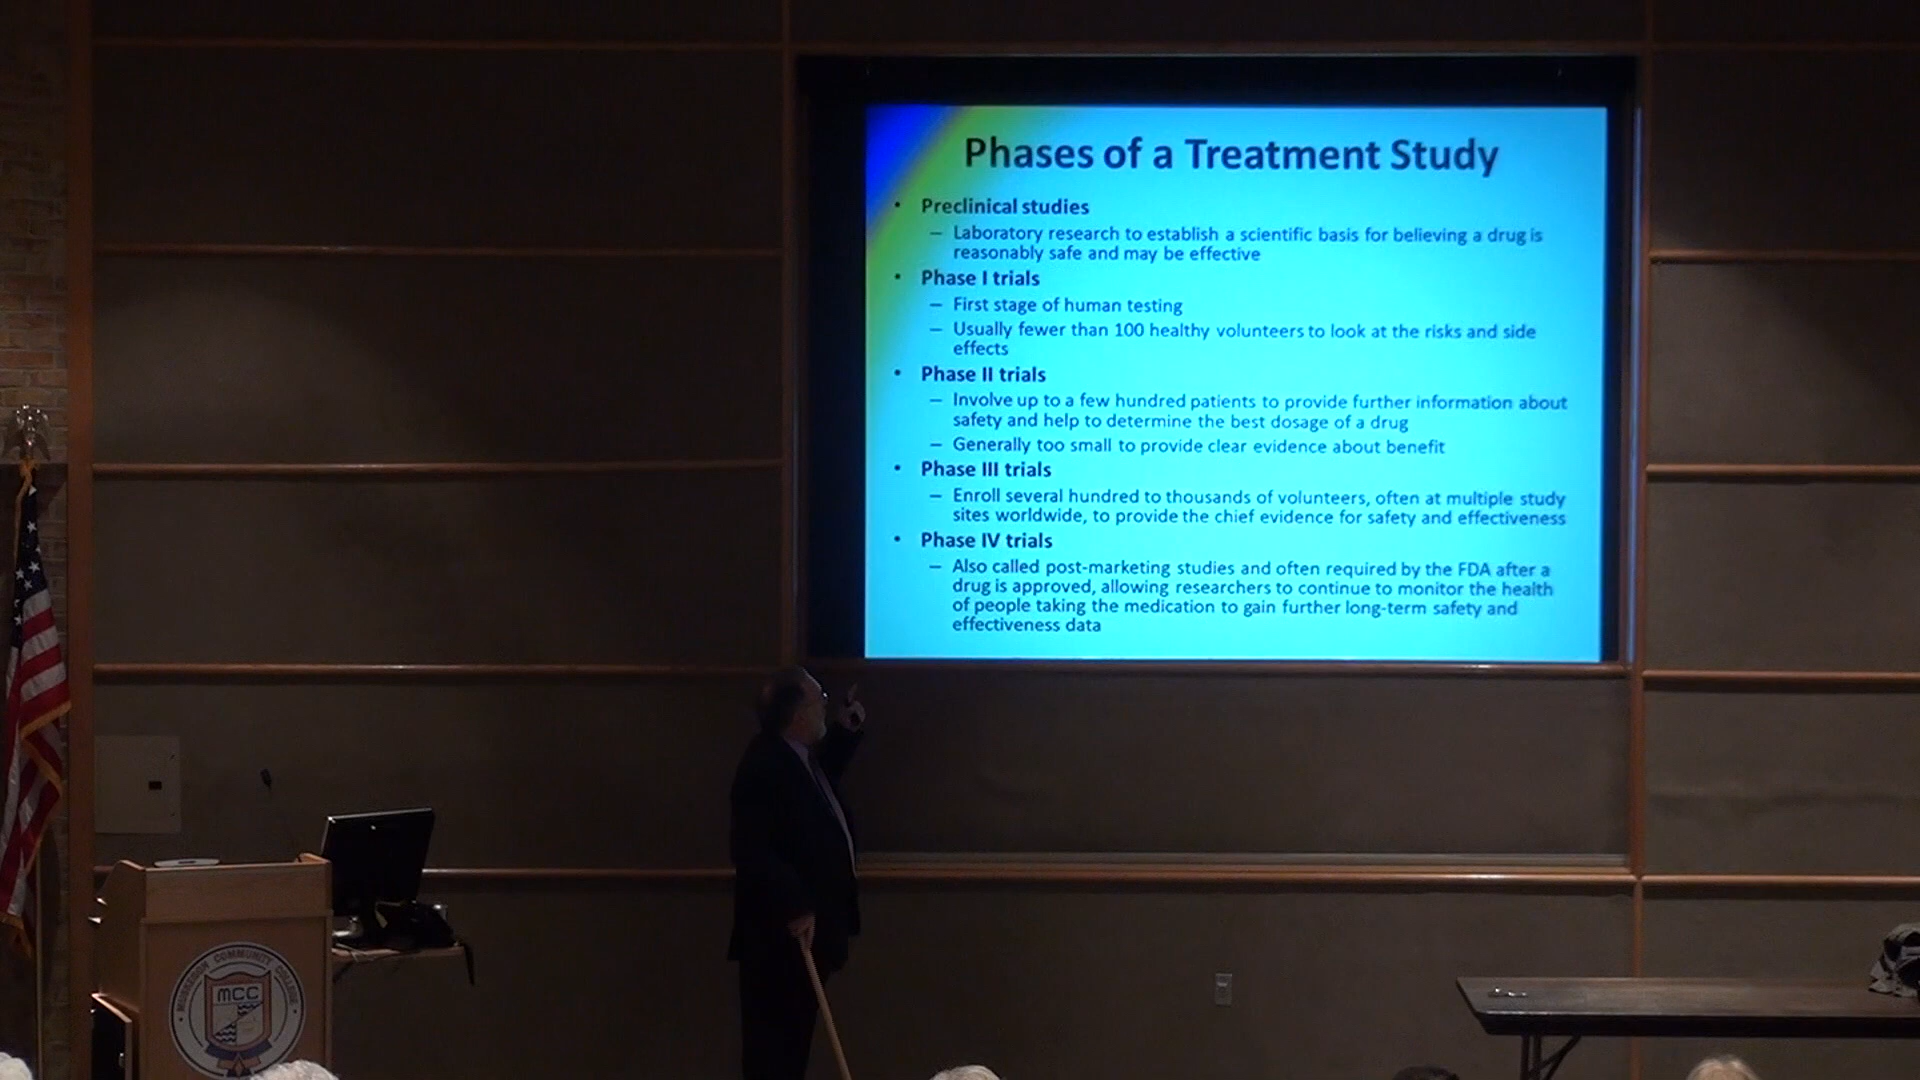 Phases of a Treatment Study
• Preclinical studies
– Laboratory research to establish a scientific basis for believing a drug is
reasonably safe and may be effective
• Phase I trials
– First stage of human testing
– Usually fewer than 100 healthy volunteers to look at the risks and side
effects
• Phase II trials
– Involve up to a few hundred patients to provide further information about
safety and help to determine the best dosage of a drug
– Generally too small to provide clear evidence about benefit
• Phase III trials
– Enroll several hundred to thousands of volunteers, often at multiple study
sites worldwide, to provide the chief evidence for safety and effectiveness
• Phase IV trials
– Also called post-marketing studies and often required by the FDA after a
drug is approved, allowing researchers to continue to monitor the health
of people taking the medication to gain further long-term safety and
effectiveness data
MUSKEGON COMMUNITY COLLEGE
MCC